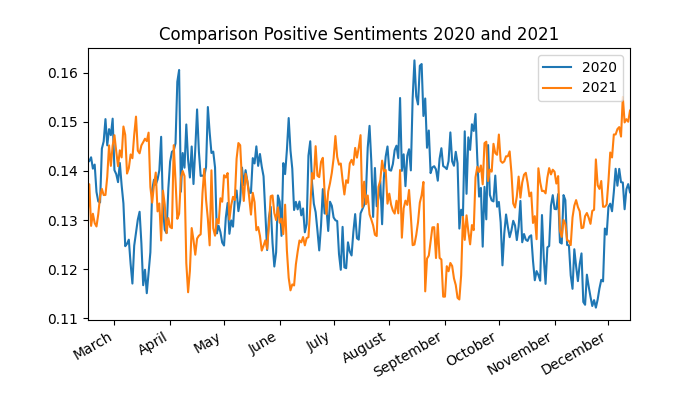 Comparison Positive Sentiments 2020 and 2021
0.16
0.15
0.14
0.13
0.12
0.11
2020
2021
March
April
May
June
July
August
September
October
November
December